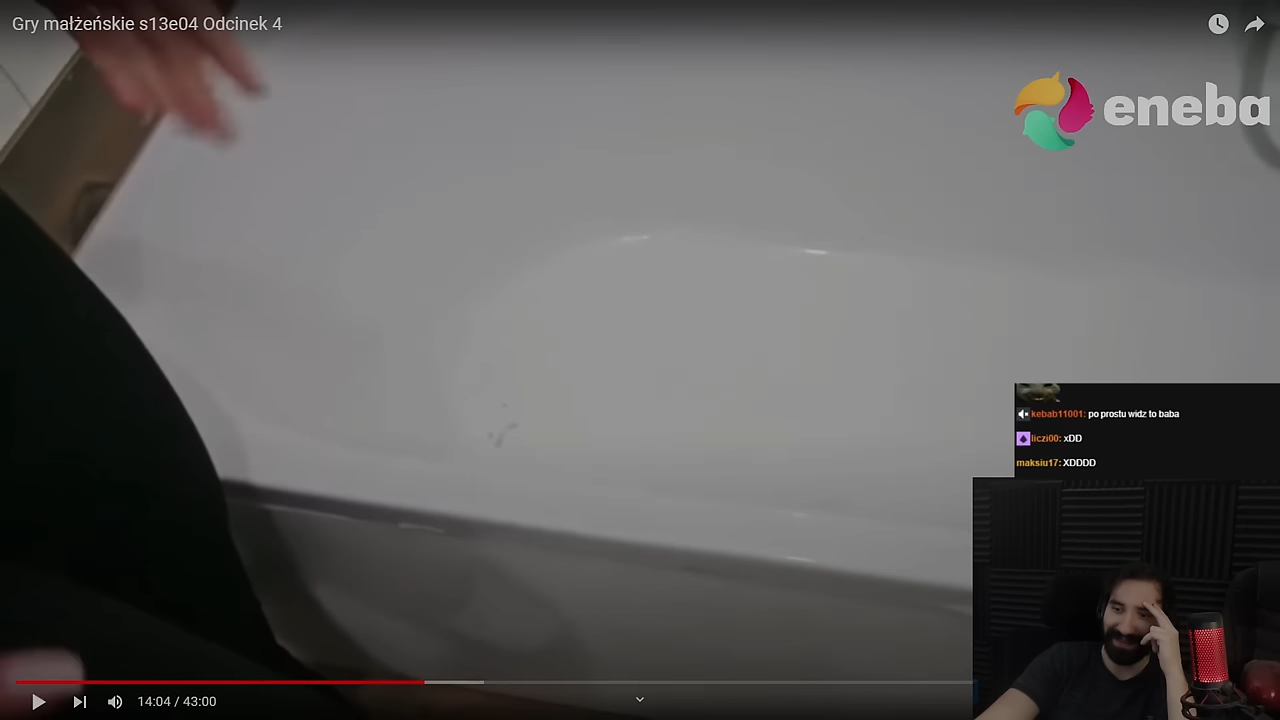 Gry małżeńskie s13e04 Odcinek 4
eneba
kebab11001: po prostu widz to baba
liczi00: xDD
maksiu17: XDDDD
14:04 / 43:00